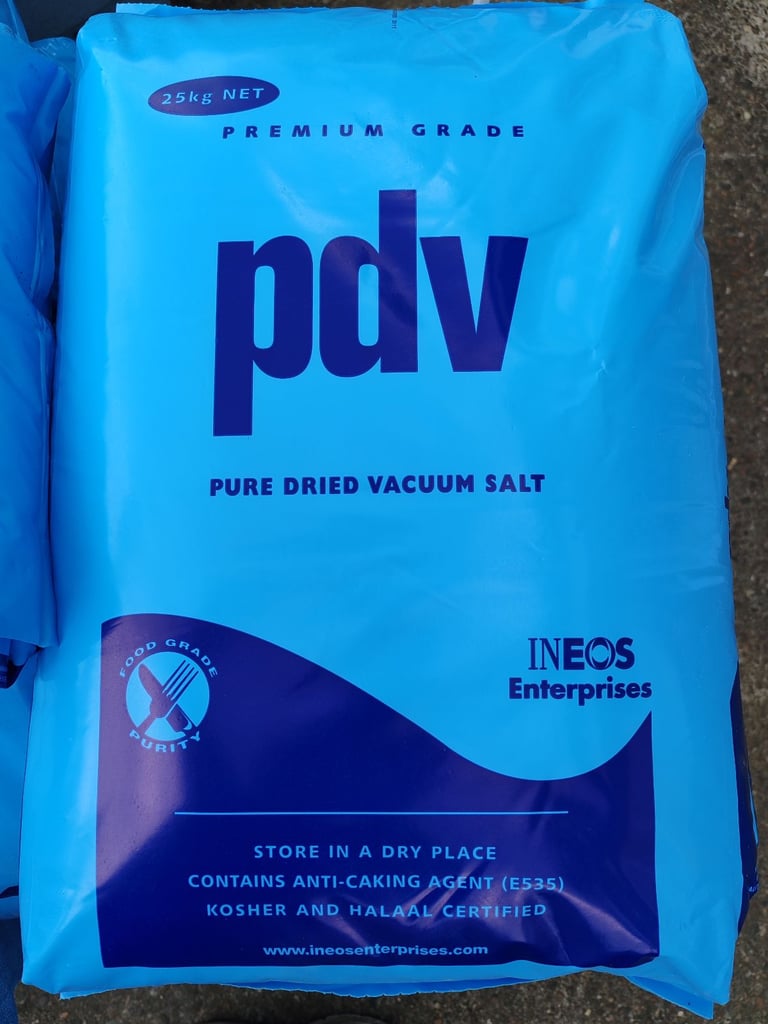 25kg NET
PREMIUM GRADE
pdv
PURE DRIED VACUUM SALT
FOOD GRADE
PURITY
INEOS
Enterprises
STORE IN A DRY PLACE
CONTAINS ANTI-CAKING AGENT (E535)
KOSHER AND HALAAL CERTIFIED
www.ineosenterprises.com